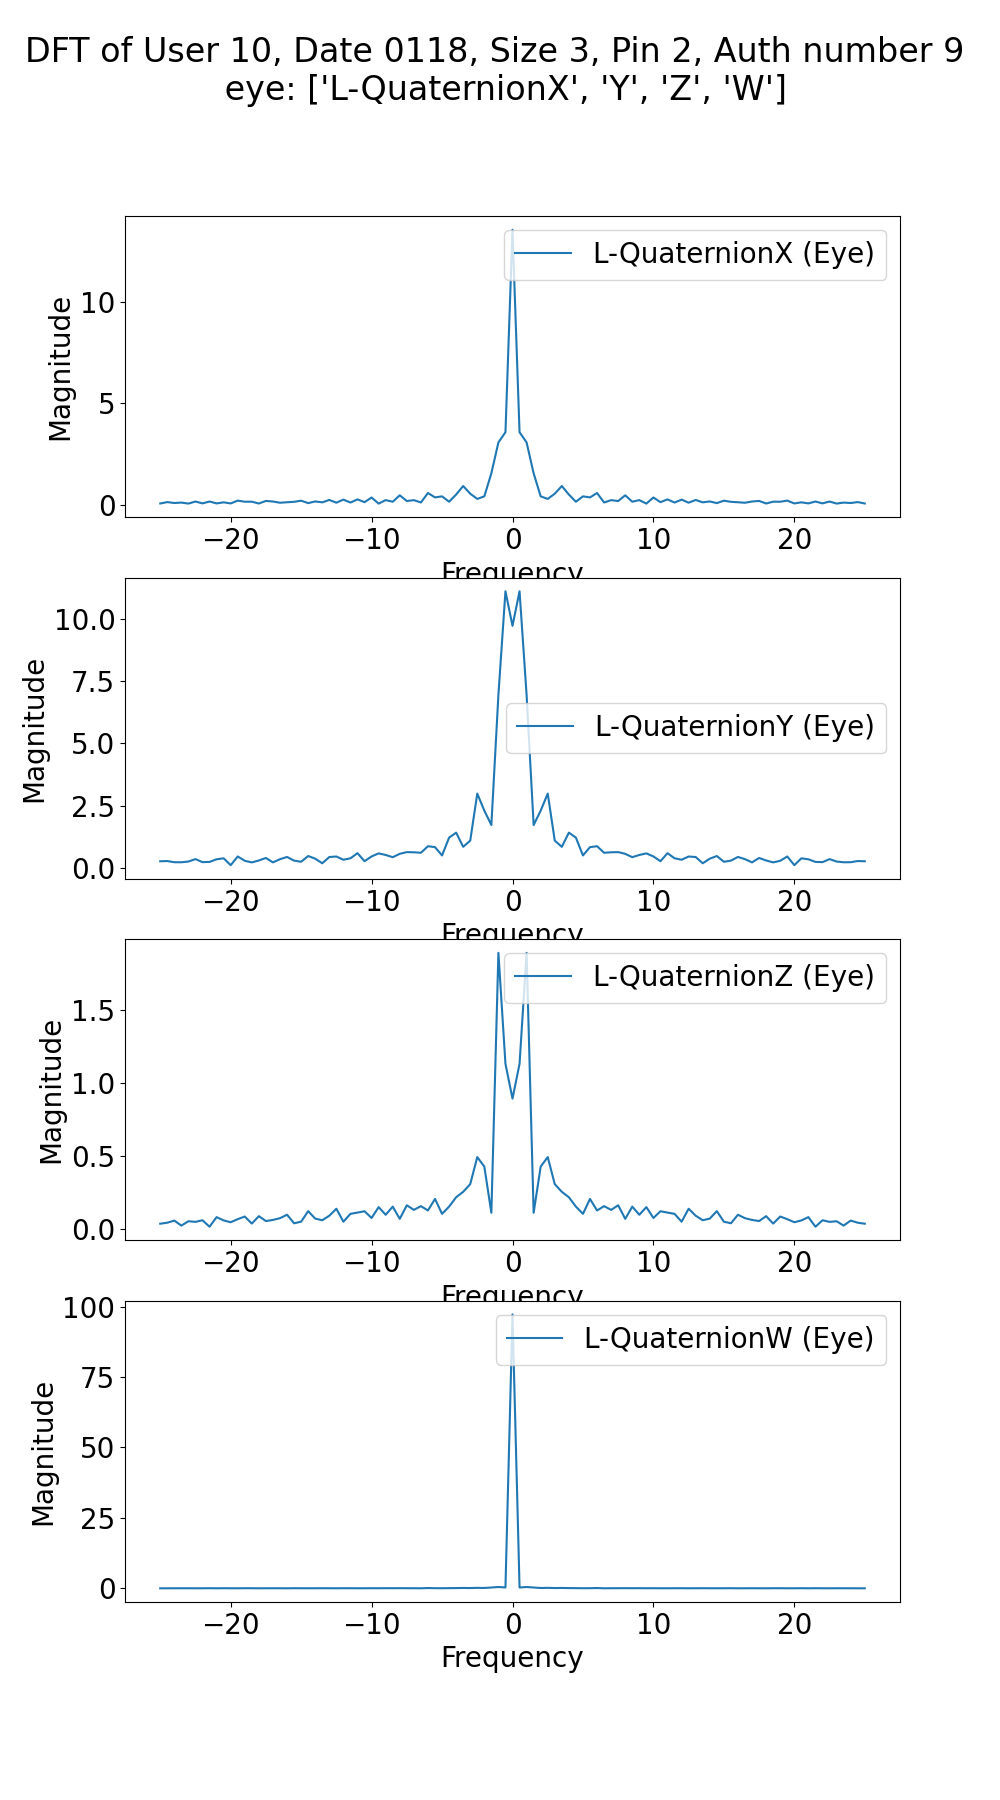 DFT of User 10, Date 0118, Size 3, Pin 2, Auth number 9
eye: ['L-QuaternionX', 'Y', 'Z', 'W']
L-QuaternionX (Eye)
Magnitude
10
5
0
−20 −10 0 10 20
Frequency
L-QuaternionY (Eye)
Magnitude
10.0
7.5
5.0
2.5
0.0
−20 −10 0 10 20
Frequency
L-QuaternionZ (Eye)
Magnitude
1.5
1.0
0.5
0.0
−20 −10 0 10 20
Frequency
L-QuaternionW (Eye)
Magnitude
100
75
50
25
0
−20 −10 0 10 20
Frequency